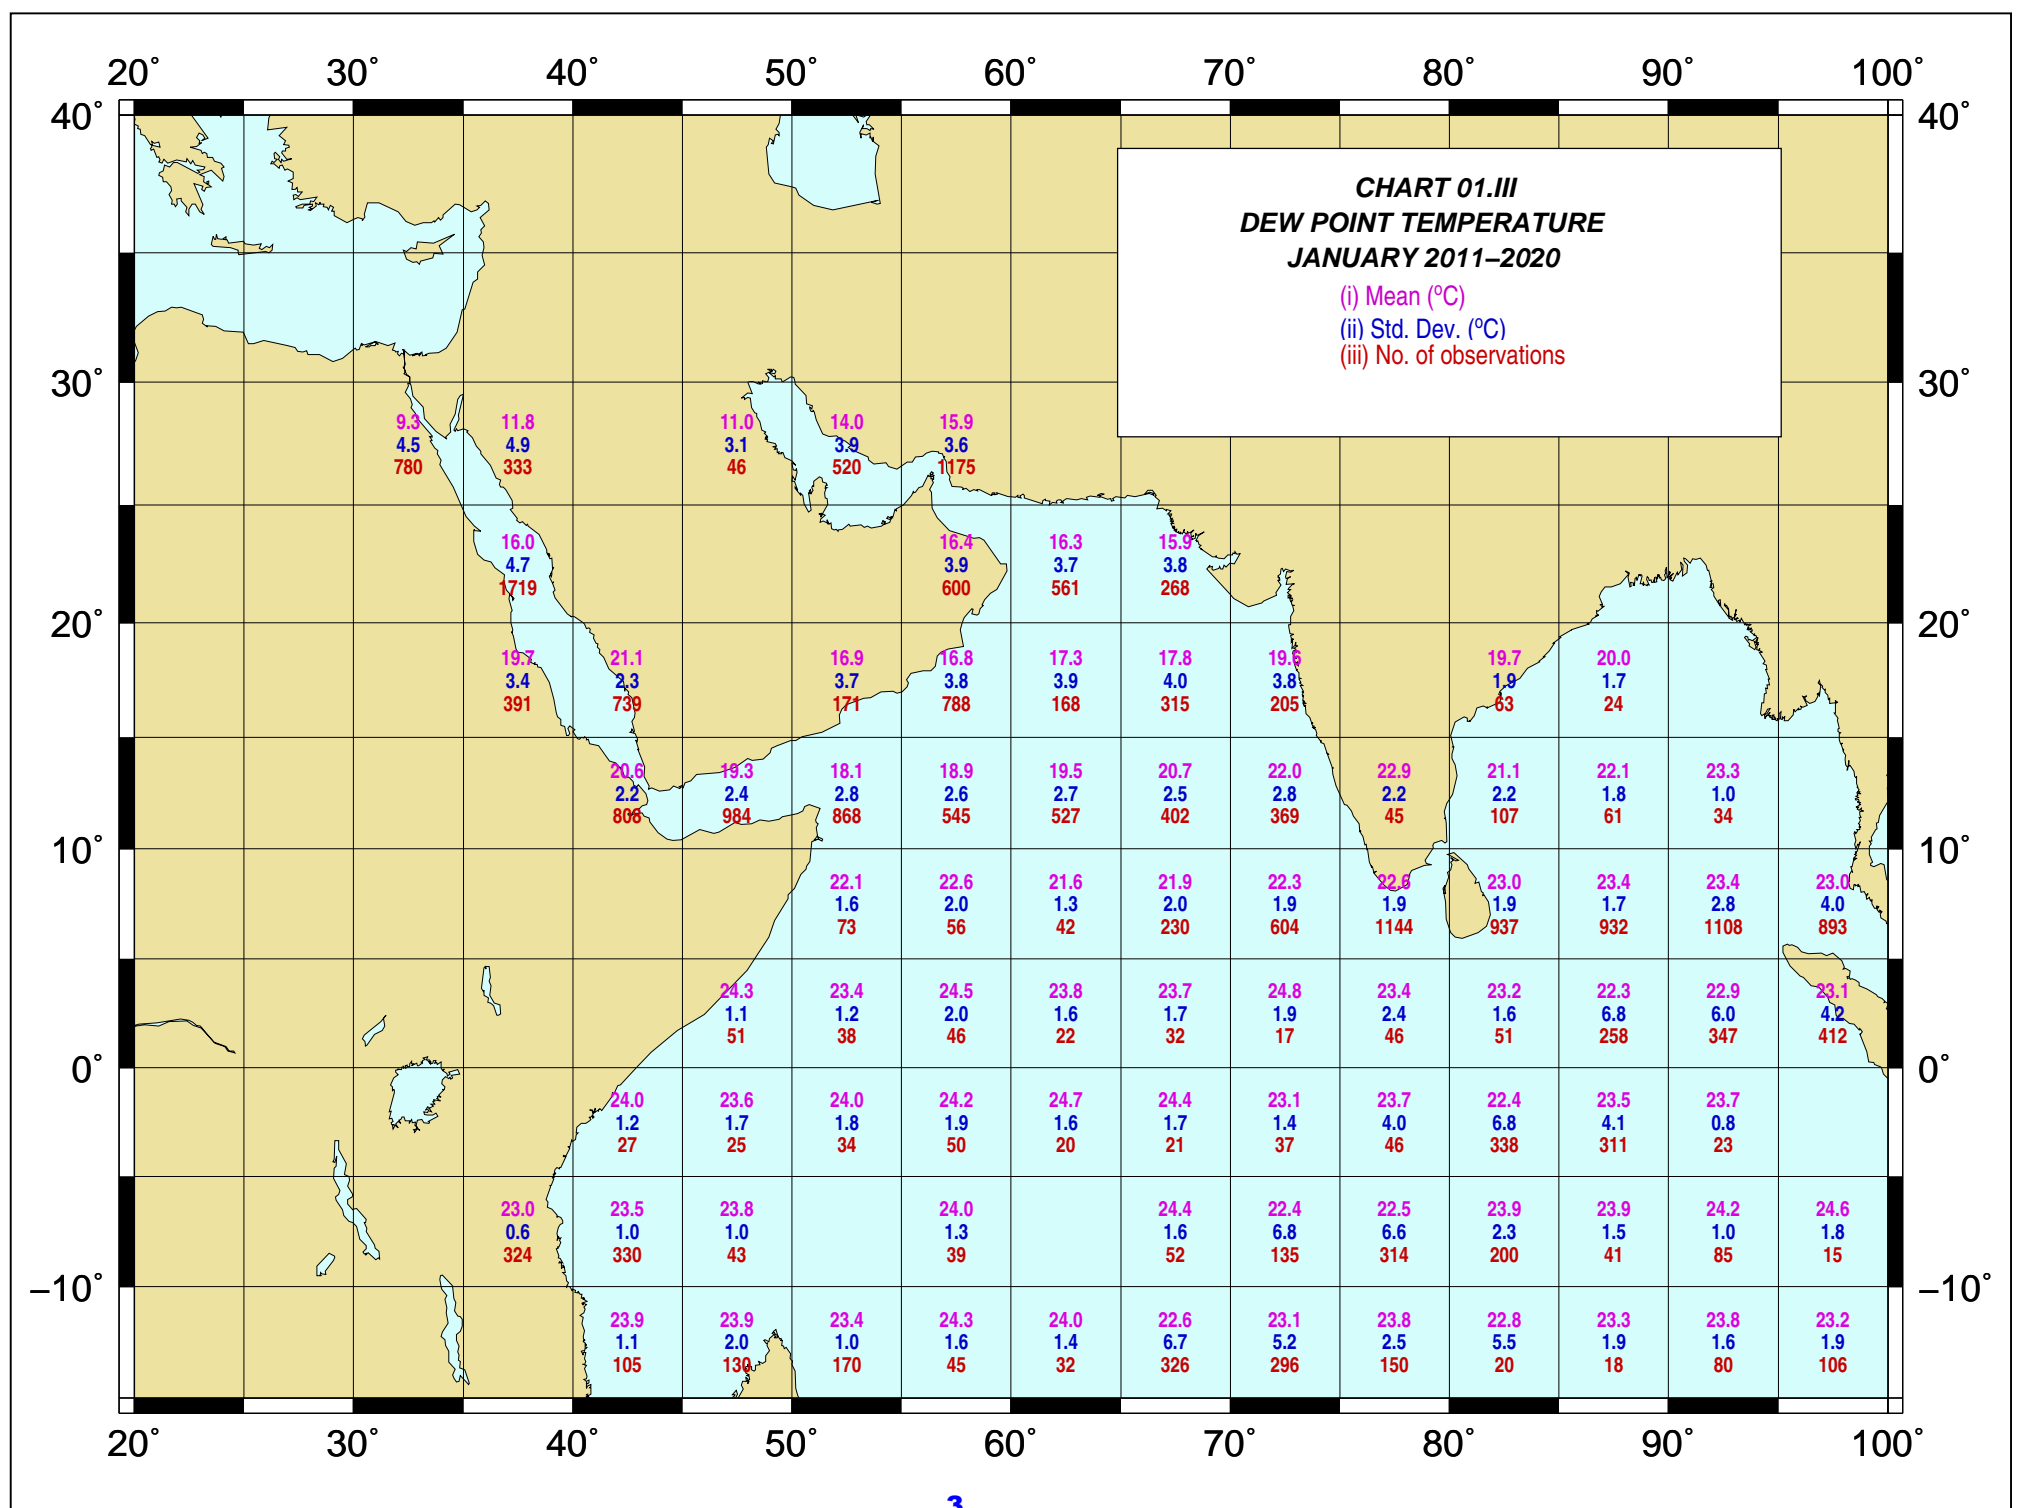 20° 30° 40° 50° 60° 70° 80° 90° 100°
40° 40°
CHART 01.III
DEW POINT TEMPERATURE
JANUARY 2011–2020
(i) Mean (°C)
(ii) Std. Dev. (°C)
(iii) No. of observations
30° 30°
9.3 11.8 11.0 14.0 15.9
4.5 4.9 3.1 3.9 3.6
780 333 46 520 1175
16.0 16.4 16.3 15.9
4.7 3.9 3.7 3.8
1719 600 561 268
20° 20°
19.7 21.1 16.9 16.8 17.3 17.8 19.6 19.7 20.0
3.4 2.3 3.7 3.8 3.9 4.0 3.8 1.9 1.7
391 739 171 788 168 315 205 63 24
20.6 19.3 18.1 18.9 19.5 20.7 22.0 22.9 21.1 22.1 23.3
2.2 2.4 2.8 2.6 2.7 2.5 2.8 2.2 2.2 1.8 1.0
808 984 868 545 527 402 369 45 107 61 34
10° 10°
22.1 22.6 21.6 21.9 22.3 22.6 23.0 23.4 23.4 23.0
1.6 2.0 1.3 2.0 1.9 1.9 1.9 1.7 2.8 4.0
73 56 42 230 604 1144 937 932 1108 893
24.3 23.4 24.5 23.8 23.7 24.8 23.4 23.2 22.3 22.9 23.1
1.1 1.2 2.0 1.6 1.7 1.9 2.4 1.6 6.8 6.0 4.2
51 38 46 22 32 17 46 51 258 347 412
0° 0°
24.0 23.6 24.0 24.2 24.7 24.4 23.1 23.7 22.4 23.5 23.7
1.2 1.7 1.8 1.9 1.6 1.7 1.4 4.0 6.8 4.1 0.8
27 25 34 50 20 21 37 46 338 311 23
23.0 23.5 23.8 24.0 24.4 22.4 22.5 23.9 23.9 24.2 24.6
0.6 1.0 1.0 1.3 1.6 6.8 6.6 2.3 1.5 1.0 1.8
324 330 43 39 52 135 314 200 41 85 15
−10° −10°
23.9 23.9 23.4 24.3 24.0 22.6 23.1 23.8 22.8 23.3 23.8 23.2
1.1 2.0 1.0 1.6 1.4 6.7 5.2 2.5 5.5 1.9 1.6 1.9
105 130 170 45 32 326 296 150 20 18 80 106
20° 30° 40° 50° 60° 70° 80° 90° 100°
3